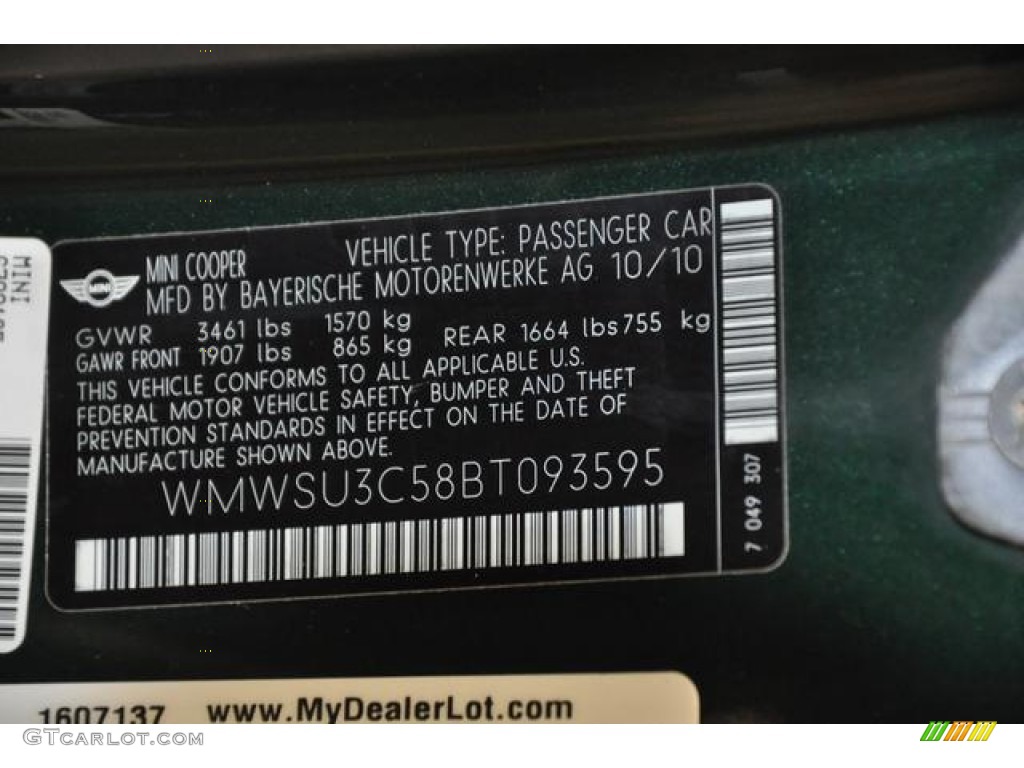 MINI COOPER VEHICLE TYPE: PASSENGER CAR
MFD BY BAYERISCHE MOTORENWERKE AG 10/10
MINI
GVWR 3461 lbs 1570 kg
GAWR FRONT 1907 lbs 865 kg REAR 1664 lbs 755 kg
THIS VEHICLE CONFORMS TO ALL APPLICABLE U.S.
FEDERAL MOTOR VEHICLE SAFETY, BUMPER AND THEFT
PREVENTION STANDARDS IN EFFECT ON THE DATE OF
MANUFACTURE SHOWN ABOVE.
WMWSU3C58BT093595
7 049 307
MINI
1607137 www.MyDealerLot.com
GTCARLOT.COM